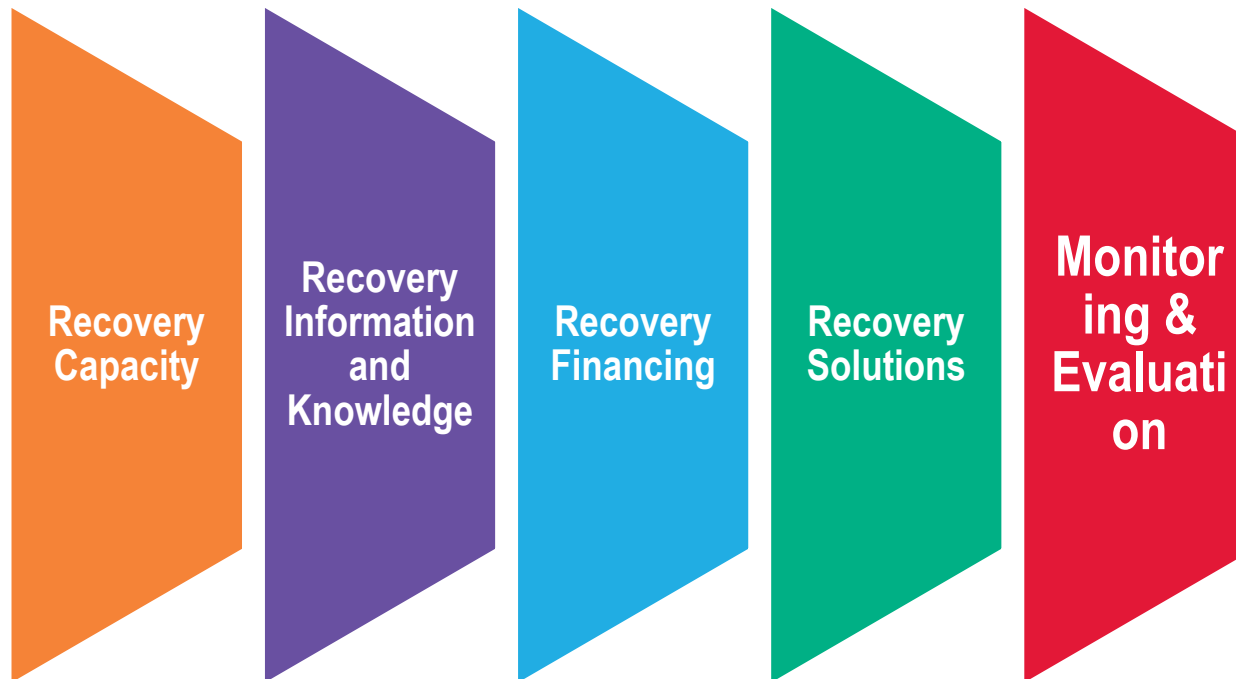 Recovery
Capacity
Recovery
Information
and
Knowledge
Recovery
Financing
Recovery
Solutions
Monitor
ing &
Evaluati
on